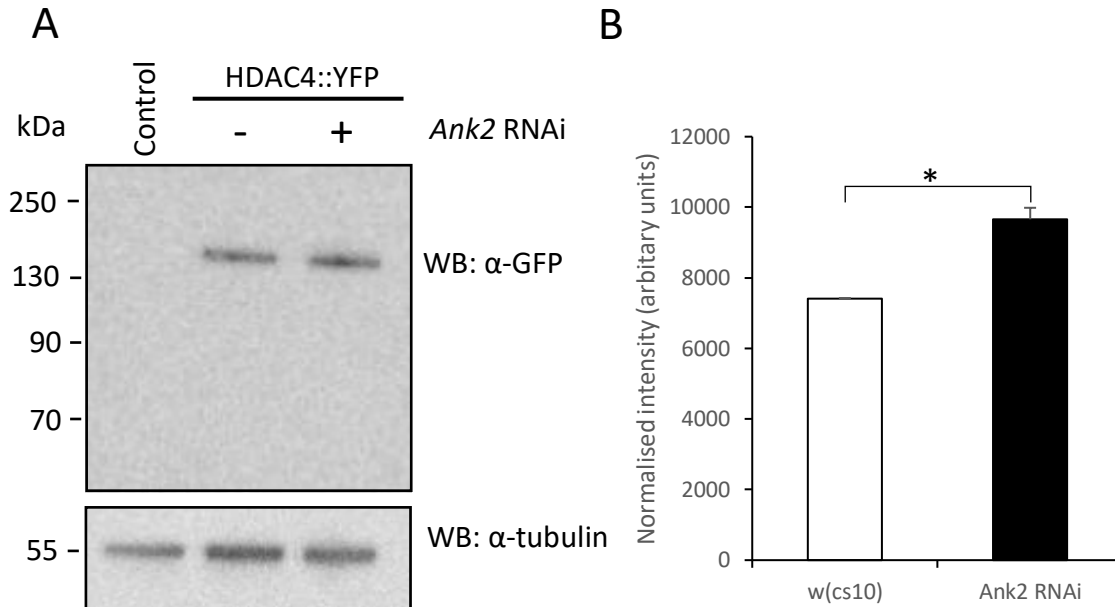 A
Control
HDAC4::YFP
kDa
-
+
Ank2 RNAi
250
130
90
70
WB: α-GFP
55
WB: α-tubulin
B
Normalised intensity (arbitary units)
12000
10000
8000
6000
4000
2000
0
*
w(cs10)
Ank2 RNAi